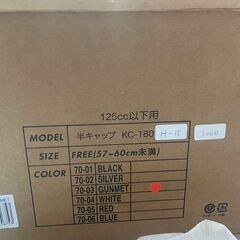 125cc以下用
MODEL 半キャップ KC-180 H-15 3000
SIZE FREE(57~60cm未満)
COLOR
70-01 BLACK
70-02 SILVER
70-03 GUNMET
70-04 WHITE
70-05 RED
70-06 BLUE